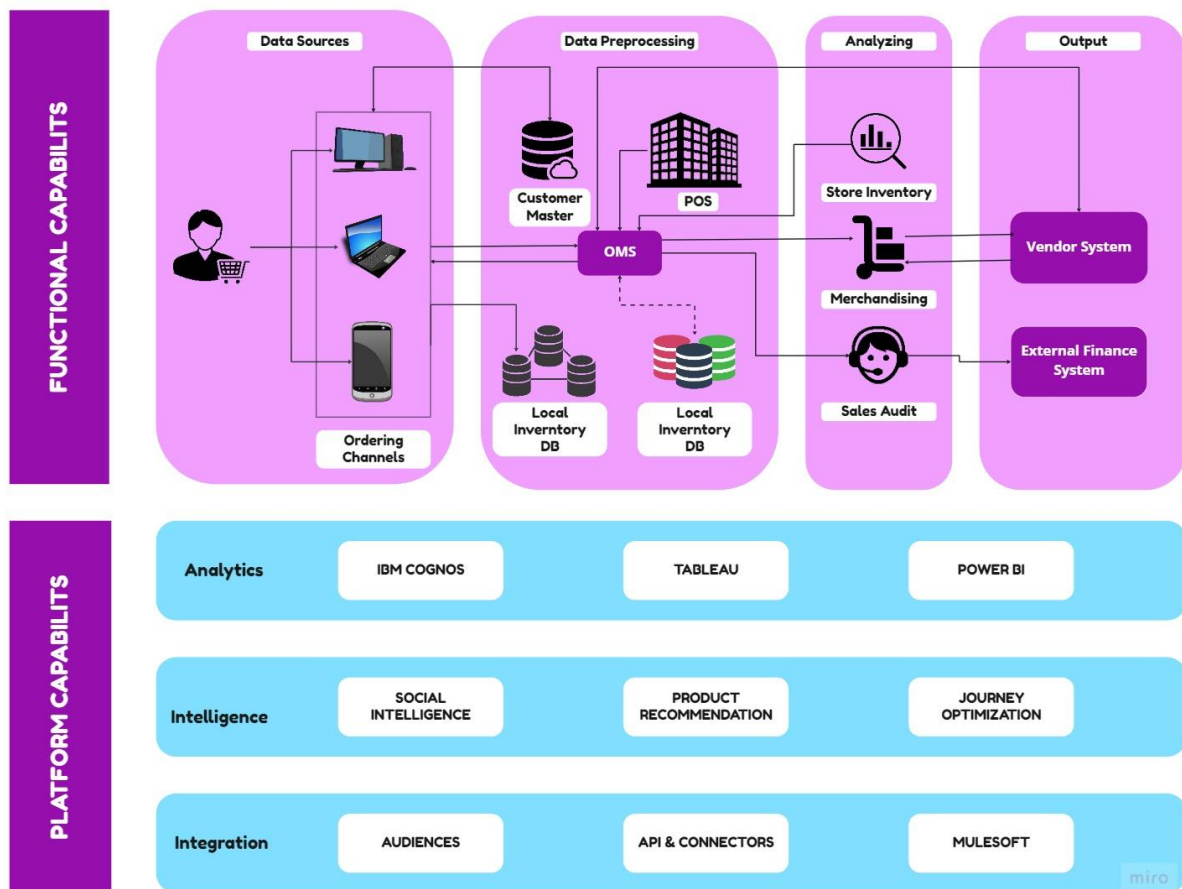 FUNCTIONAL CAPABILITS
Data Sources
Data Preprocessing
Analyzing
Output
Customer
Master
POS
Store Inventory
OMS
Vendor System
Merchandising
External Finance
System
Ordering
Channels
Local
Inverntory
DB
Local
Inverntory
DB
Sales Audit
PLATFORM CAPABILITS
Analytics
IBM COGNOS
TABLEAU
POWER BI
Intelligence
SOCIAL
INTELLIGENCE
PRODUCT
RECOMMENDATION
JOURNEY
OPTIMIZATION
Integration
AUDIENCES
API & CONNECTORS
MULESOFT
miro